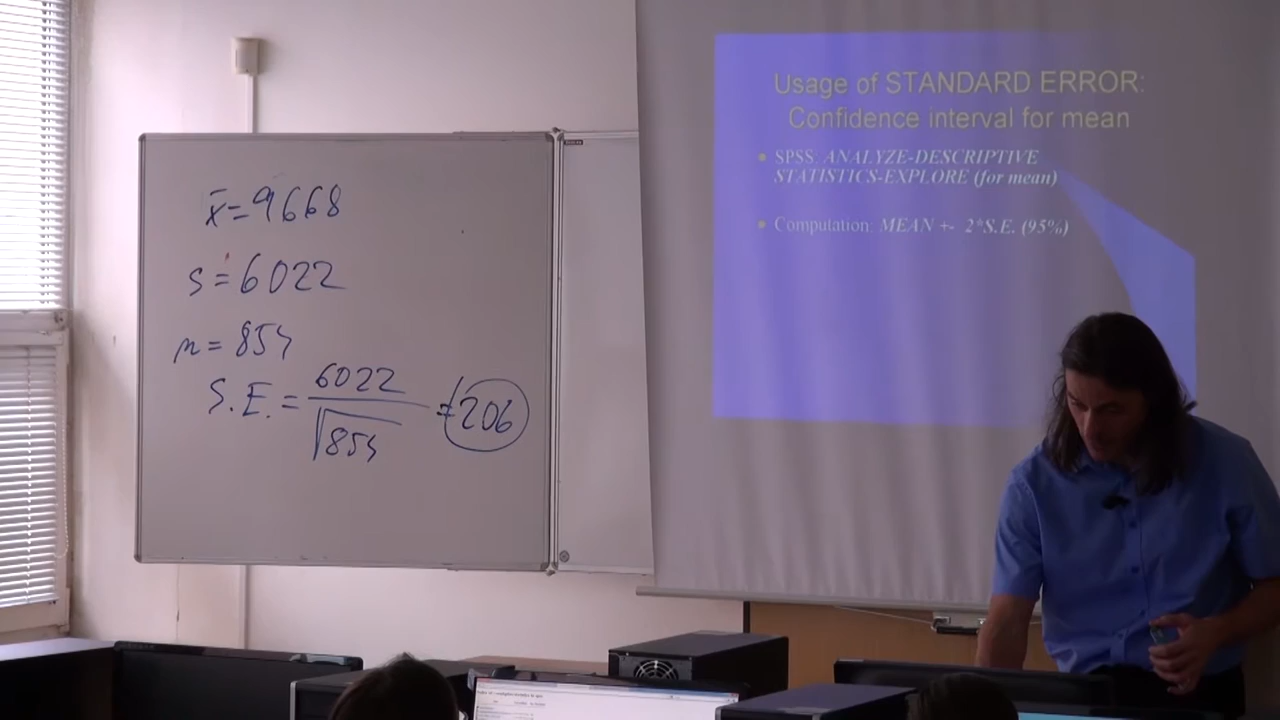 x̄=9668
s=6022
n=854
S.E.=6022/√854=206
Usage of STANDARD ERROR:
Confidence interval for mean
• SPSS: ANALYZE-DESCRIPTIVE
STATISTICS-EXPLORE (for mean)
• Computation: MEAN +- 2*S.E. (95%)